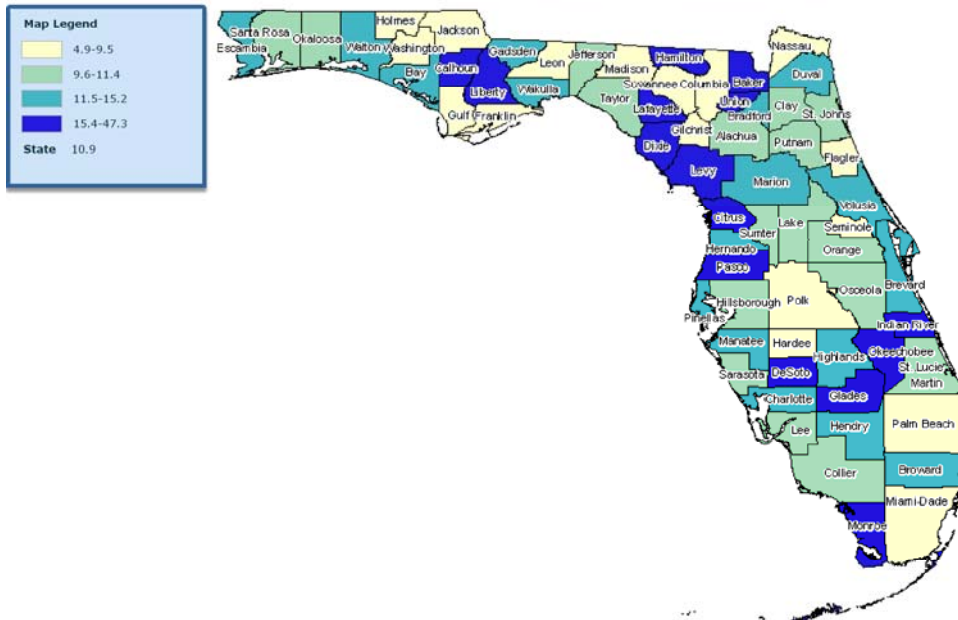 Map Legend
4.9-9.5
9.6-11.4
11.5-15.2
15.4-47.3
State 10.9
Holmes
Jackson
Santa Rosa
Okaloosa
Walton
Washington
Escambia
Bay
Calhoun
Gadsden
Leon
Jefferson
Madison
Hamilton
Nassau
Liberty
Wakulla
Gulf
Franklin
Taylor
Suwannee
Columbia
Baker
Duval
Lafayette
Union
Bradford
Clay
St. Johns
Gilchrist
Alachua
Putnam
Dixie
Flagler
Levy
Marion
Volusia
Citrus
Lake
Sumter
Seminole
Hernando
Orange
Pasco
Osceola
Brevard
Hillsborough
Polk
Pinellas
Indian River
Manatee
Hardee
Highlands
Okeechobee
St. Lucie
Sarasota
DeSoto
Martin
Charlotte
Glades
Lee
Hendry
Palm Beach
Collier
Broward
Miami-Dade
Monroe